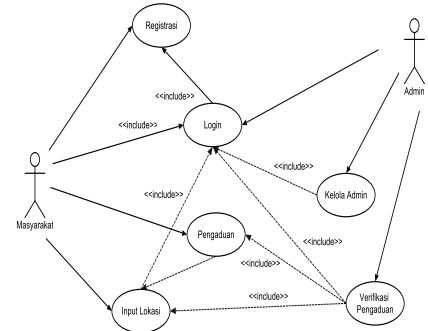 Registrasi
Admin
<<include>>
<<include>>
Login
<<include>>
<<include>>
Kelola Admin
Masyarakat
Pengaduan
<<include>>
<<include>>
<<include>>
Input Lokasi
Verifikasi
Pengaduan